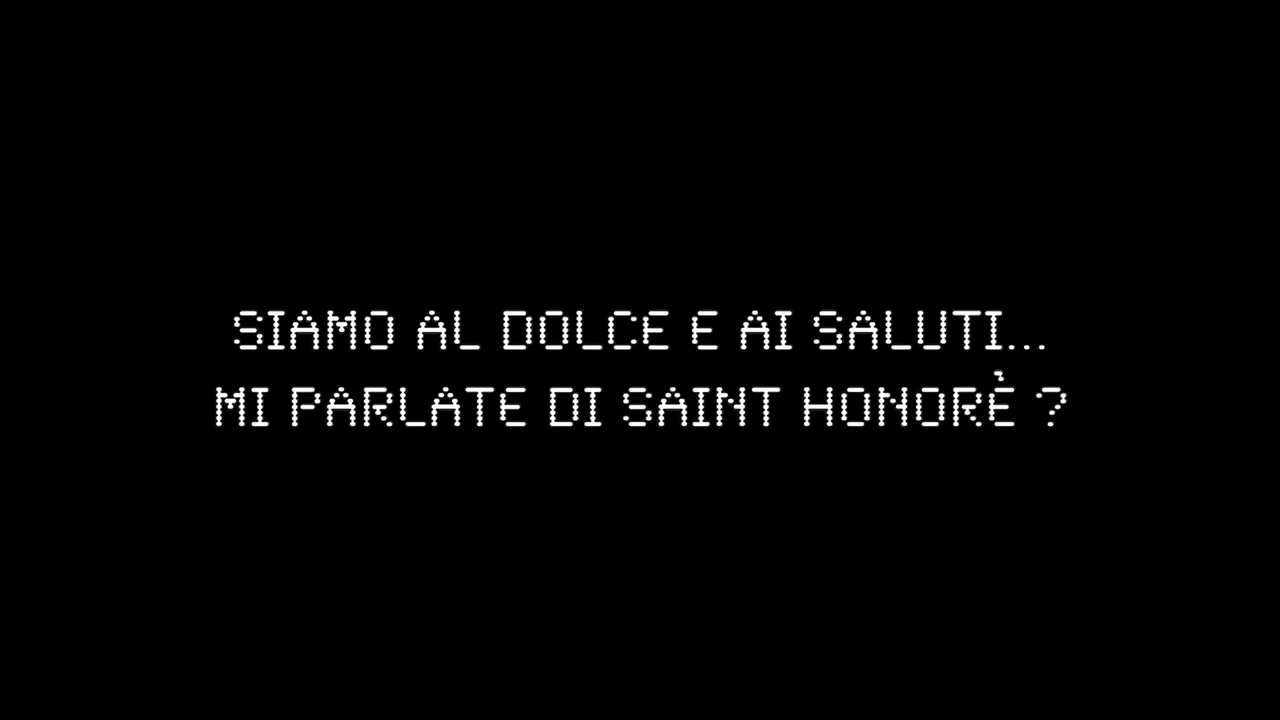 SIAMO AL DOLCE E AI SALUTI...
MI PARLATE DI SAINT HONORÈ ?